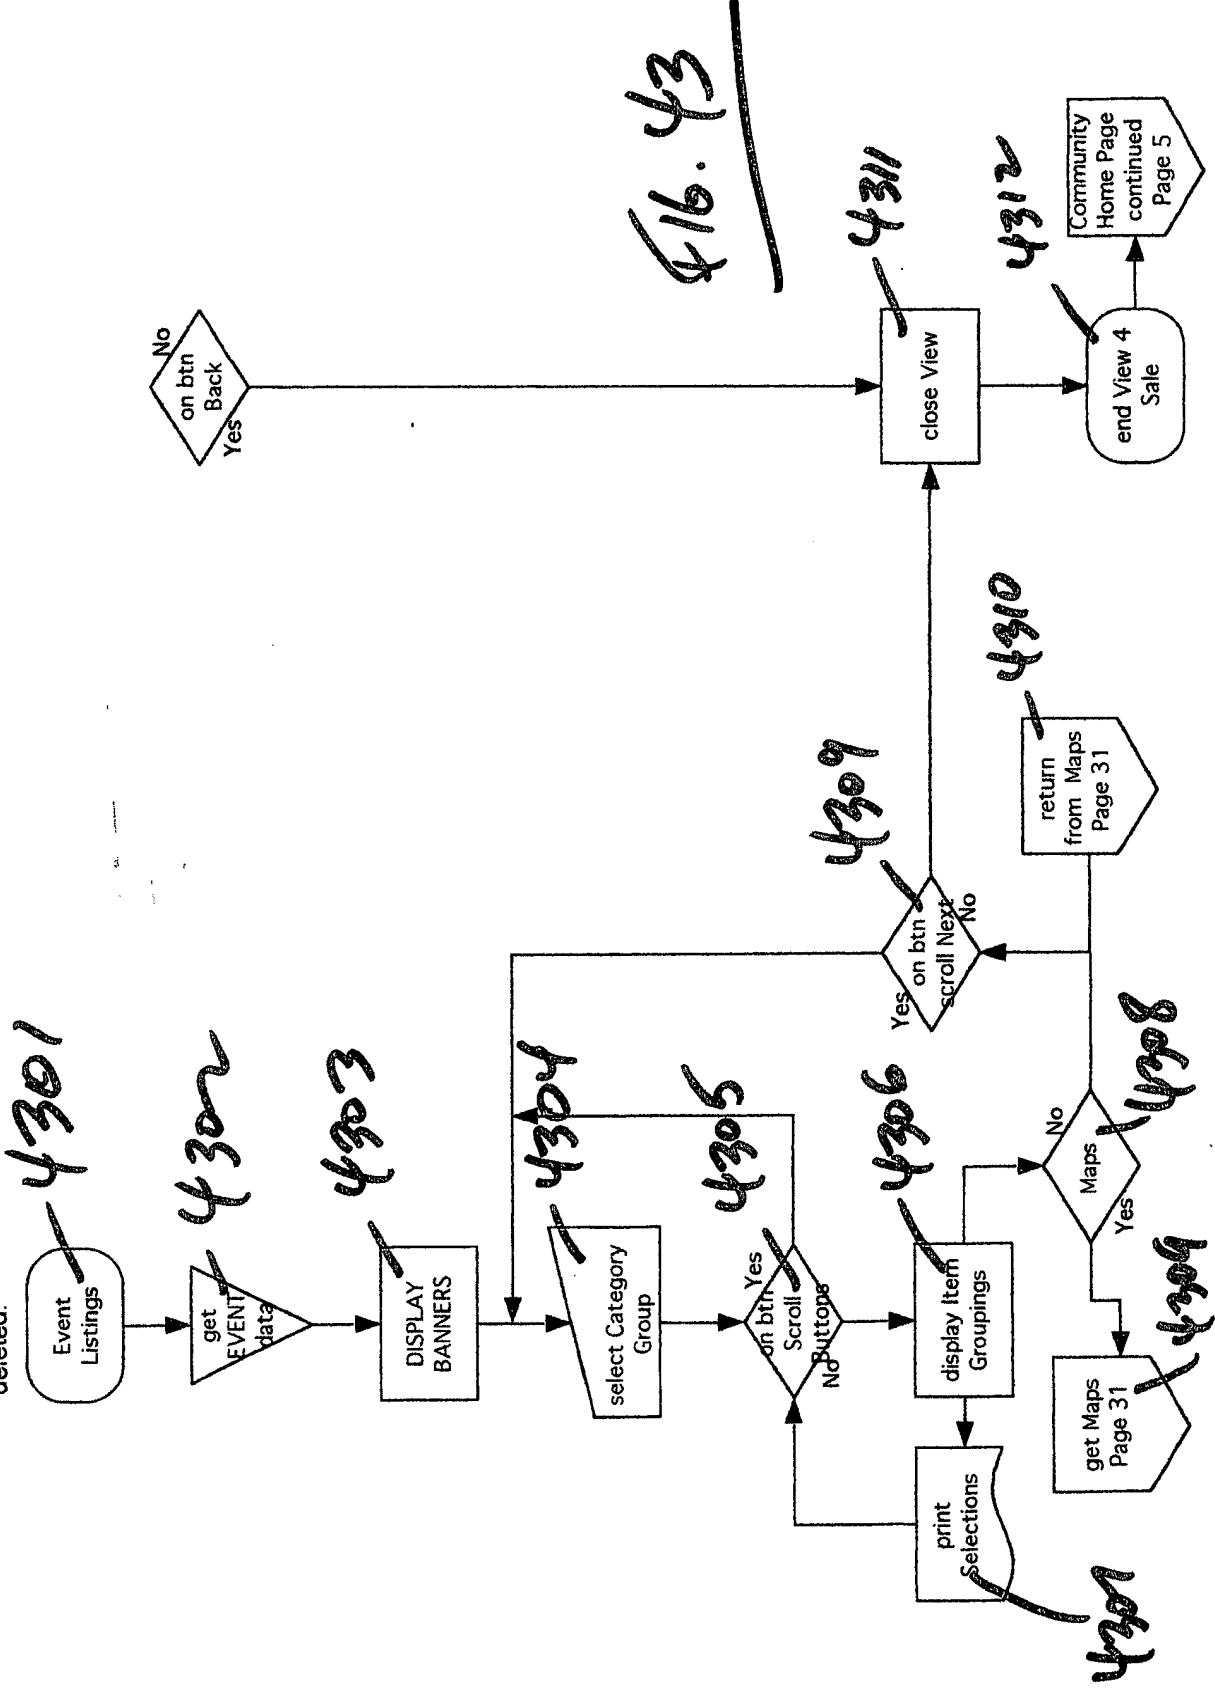 deleted.
Event
Listings
4301
get
EVENT
data
4302
DISPLAY
BANNERS
4303
select Category
Group
4304
on btn
Scroll
Buttons
Yes
No
4305
display Item
Groupings
4306
print
Selections
4307
Maps
No
Yes
4308
get Maps
Page 31
4309
on btn
scroll Next
Yes
No
4309
return
from Maps
Page 31
4310
on btn
Back
No
Yes
close View
4311
end View 4
Sale
4312
Community
Home Page
continued
Page 5
FIG. 43